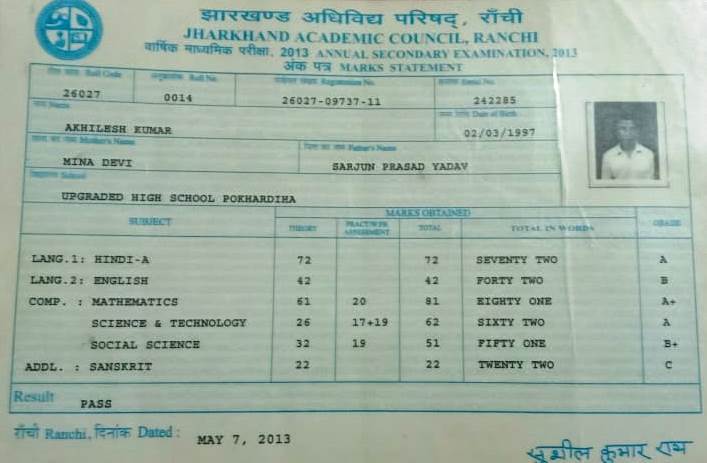 झारखण्ड अधिविद्य परिषद्, राँची
JHARKHAND ACADEMIC COUNCIL, RANCHI
वार्षिक माध्यमिक परीक्षा, 2013 ANNUAL SECONDARY EXAMINATION, 2013
अंक पत्र MARKS STATEMENT
Roll Code अनुक्रमांक Roll No. Registration No. Serial No.
26027 0014 26027-09737-11 242285
नाम Name Date of Birth
AKHILESH KUMAR 02/03/1997
Mother's Name Father's Name
MINA DEVI SARJUN PRASAD YADAV
School
UPGRADED HIGH SCHOOL POKHARDIHA
SUBJECT MARKS OBTAINED GRADE
THEORY PRACT/INTR ASSESSMENT TOTAL TOTAL IN WORDS
LANG.1: HINDI-A 72 72 SEVENTY TWO A
LANG.2: ENGLISH 42 42 FORTY TWO B
COMP. : MATHEMATICS 61 20 81 EIGHTY ONE A+
SCIENCE & TECHNOLOGY 26 17+19 62 SIXTY TWO A
SOCIAL SCIENCE 32 19 51 FIFTY ONE B+
ADDL. : SANSKRIT 22 22 TWENTY TWO C
Result PASS
राँची Ranchi, दिनांक Dated : MAY 7, 2013
सुशील कुमार राय